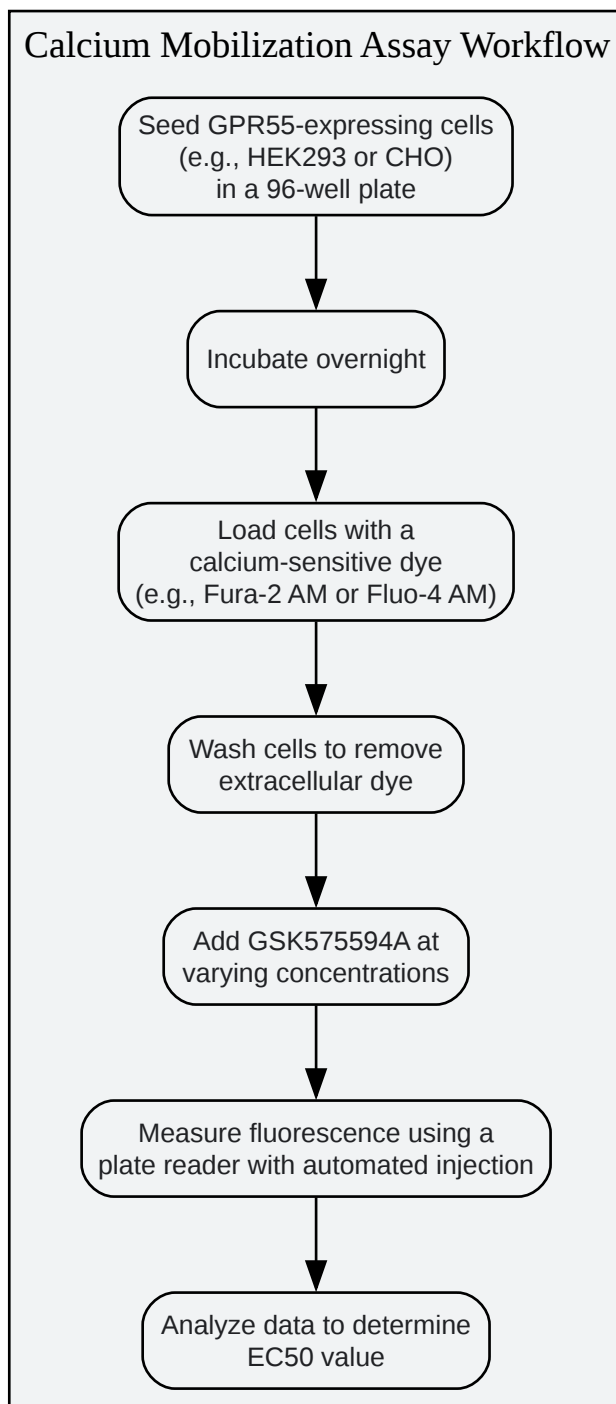 Calcium Mobilization Assay Workflow
Seed GPR55-expressing cells
(e.g., HEK293 or CHO)
in a 96-well plate
Incubate overnight
Load cells with a
calcium-sensitive dye
(e.g., Fura-2 AM or Fluo-4 AM)
Wash cells to remove
extracellular dye
Add GSK575594A at
varying concentrations
Measure fluorescence using a
plate reader with automated injection
Analyze data to determine
EC50 value